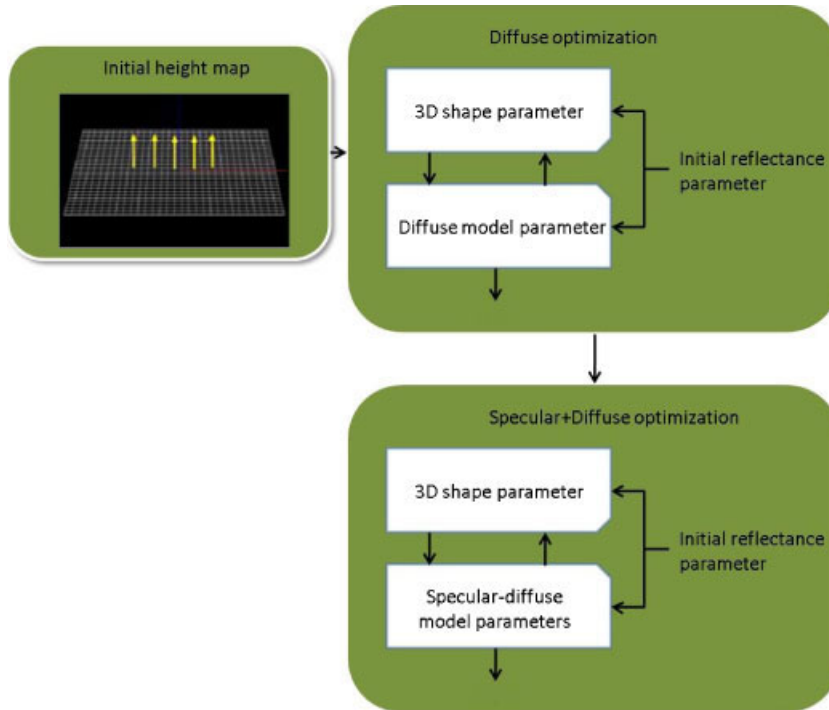 Initial height map
Diffuse optimization
3D shape parameter
Initial reflectance
parameter
Diffuse model parameter
Specular+Diffuse optimization
3D shape parameter
Initial reflectance
parameter
Specular-diffuse
model parameters